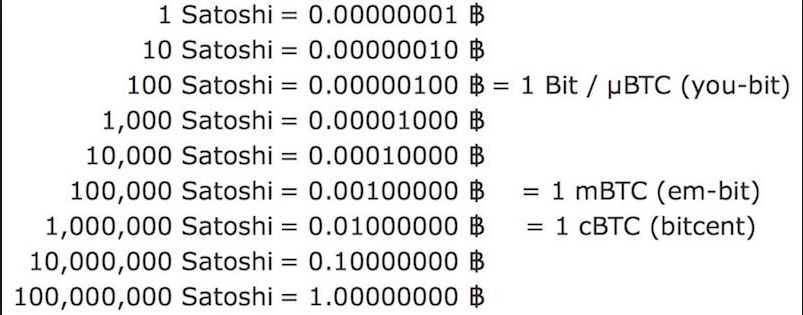 1 Satoshi = 0.00000001 ฿
10 Satoshi = 0.00000010 ฿
100 Satoshi = 0.00000100 ฿ = 1 Bit / μBTC (you-bit)
1,000 Satoshi = 0.00001000 ฿
10,000 Satoshi = 0.00010000 ฿
100,000 Satoshi = 0.00100000 ฿ = 1 mBTC (em-bit)
1,000,000 Satoshi = 0.01000000 ฿ = 1 cBTC (bitcent)
10,000,000 Satoshi = 0.10000000 ฿
100,000,000 Satoshi = 1.00000000 ฿